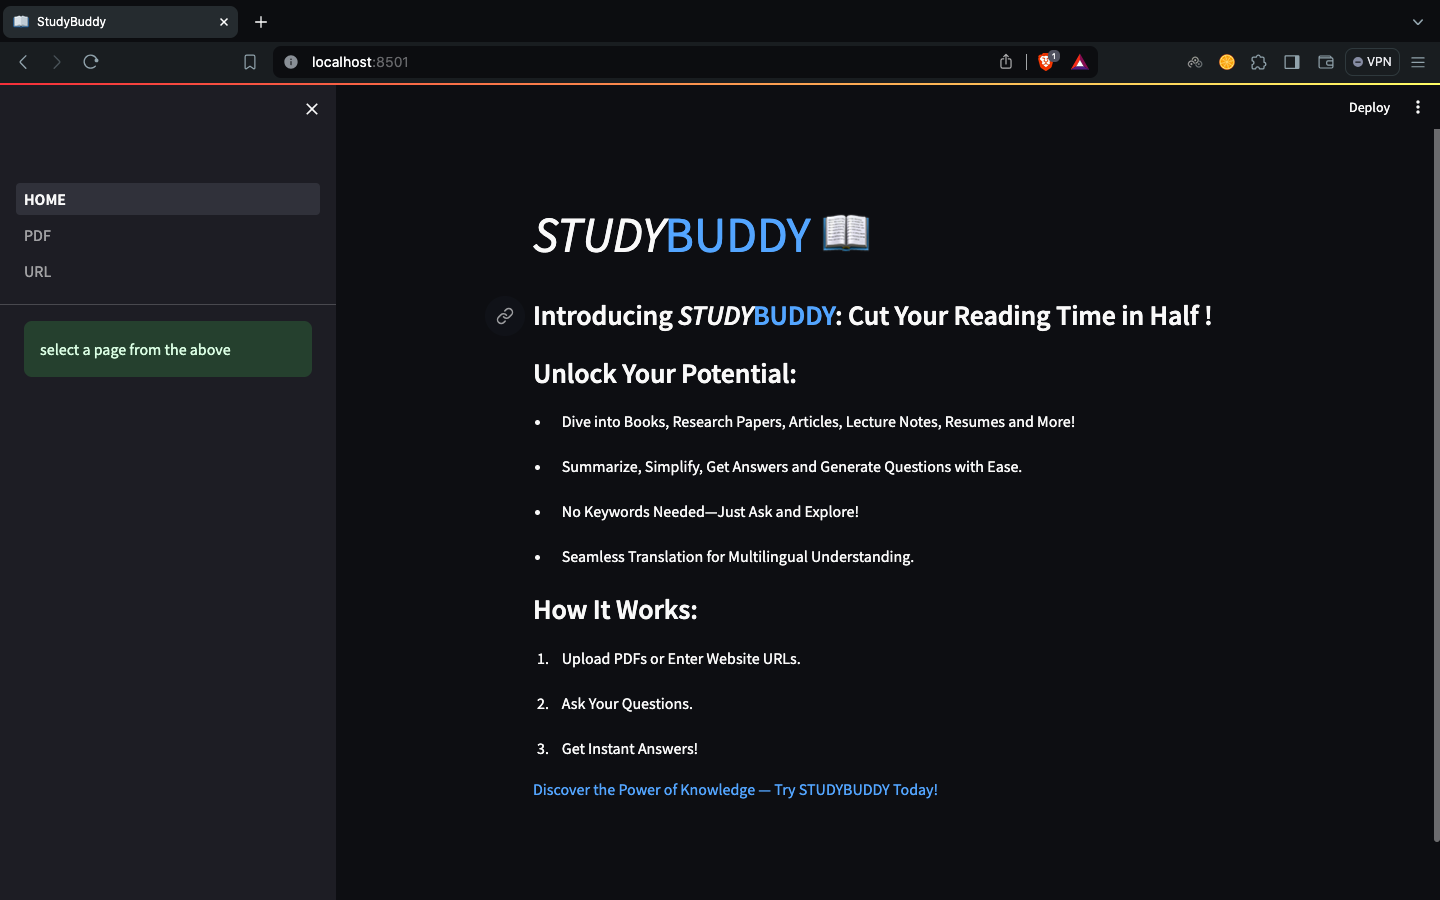 StudyBuddy
localhost:8501
1
VPN
Deploy
HOME
PDF
URL
select a page from the above
STUDYBUDDY
Introducing STUDYBUDDY: Cut Your Reading Time in Half !
Unlock Your Potential:
• Dive into Books, Research Papers, Articles, Lecture Notes, Resumes and More!
• Summarize, Simplify, Get Answers and Generate Questions with Ease.
• No Keywords Needed—Just Ask and Explore!
• Seamless Translation for Multilingual Understanding.
How It Works:
1. Upload PDFs or Enter Website URLs.
2. Ask Your Questions.
3. Get Instant Answers!
Discover the Power of Knowledge — Try STUDYBUDDY Today!